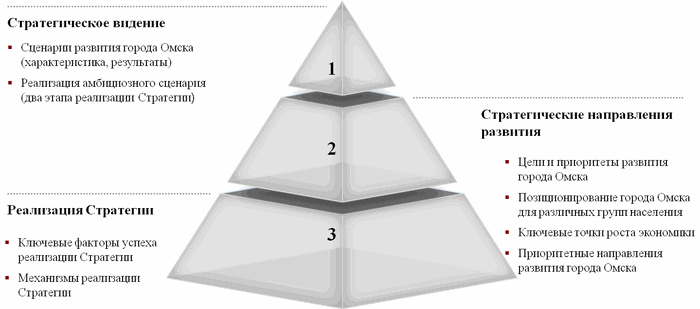 Стратегическое видение
Сценарии развития города Омска
(характеристика, результаты)
Реализация амбициозного сценария
(два этапа реализации Стратегии)
1
Стратегические направления
развития
Цели и приоритеты развития
города Омска
Позиционирование города Омска
для различных групп населения
Ключевые точки роста экономики
Приоритетные направления
развития города Омска
2
Реализация Стратегии
Ключевые факторы успеха
реализации Стратегии
Механизмы реализации
Стратегии
3